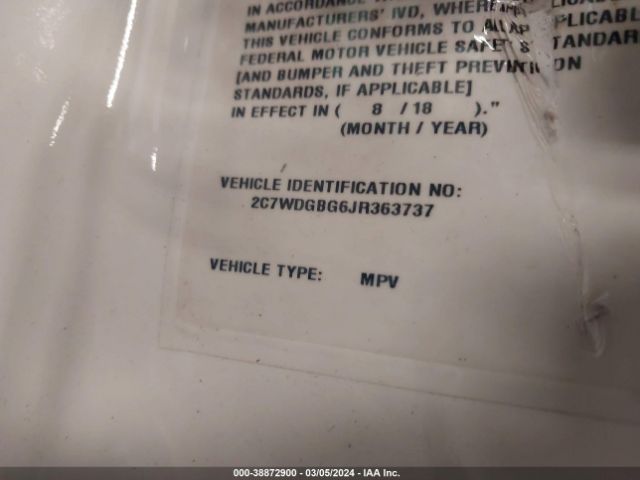 IN ACCORDANCE
MANUFACTURERS' IVD, WHERE APPLICABLE
THIS VEHICLE CONFORMS TO ALL APPLICABLE
FEDERAL MOTOR VEHICLE SAFETY STANDARD
[AND BUMPER AND THEFT PREVENTION
STANDARDS, IF APPLICABLE]
IN EFFECT IN ( 8 / 18 )."
(MONTH / YEAR)
VEHICLE IDENTIFICATION NO:
2C7WDGBG6JR363737
VEHICLE TYPE: MPV
000-38872900 - 03/05/2024 - IAA Inc.